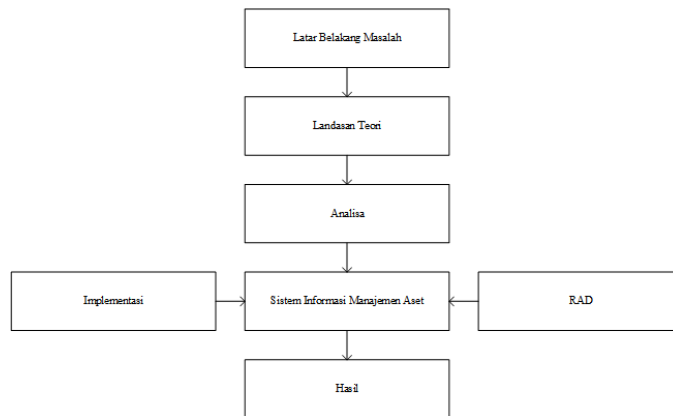 Latar Belakang Masalah
Landasan Teori
Analisa
Implementasi
Sistem Informasi Manajemen Aset
RAD
Hasil